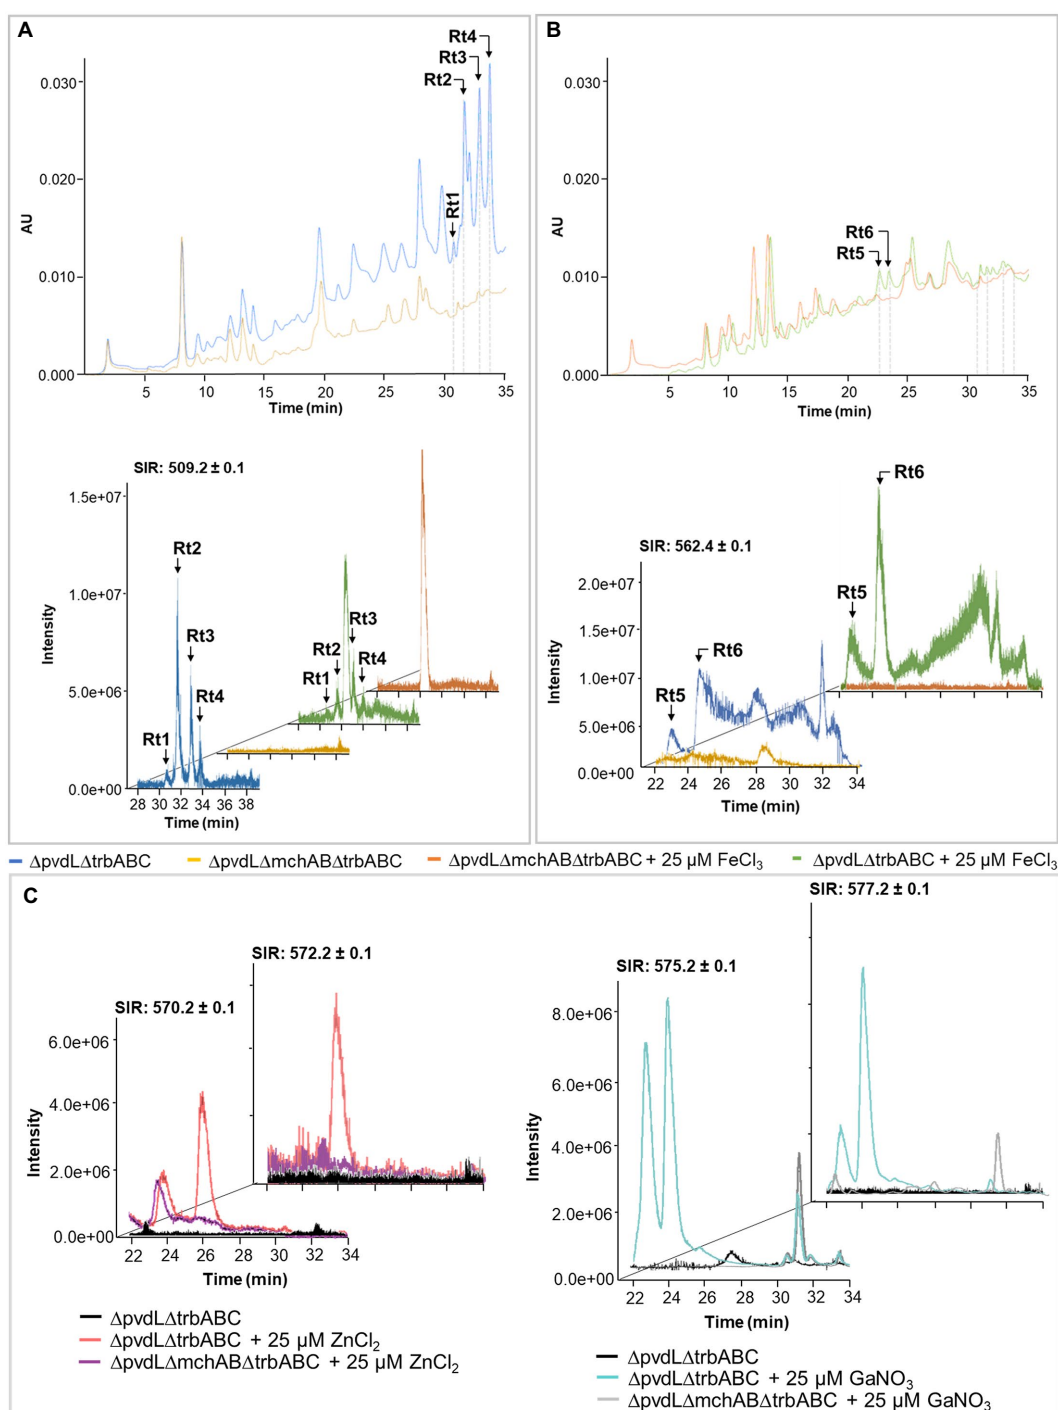 A
Rt4
Rt3
Rt2
Rt1
0.030
0.020
0.010
0.000
AU
5 10 15 20 25 30 35
Time (min)
SIR: 509.2 ± 0.1
1.5e+07
1.0e+07
5.0e+06
0.0e+00
Intensity
Rt2
Rt3
Rt4
Rt1
Rt3
Rt2
Rt4
Rt1
28 30 32 34 36 38
Time (min)
B
0.030
0.020
0.010
0.000
AU
Rt6
Rt5
5 10 15 20 25 30 35
Time (min)
SIR: 562.4 ± 0.1
2.0e+07
1.5e+07
1.0e+07
5.0e+06
0.0e+00
Intensity
Rt6
Rt5
Rt6
Rt5
22 24 26 28 30 32 34
Time (min)
ΔpvdLΔtrbABC ΔpvdLΔmchABΔtrbABC ΔpvdLΔmchABΔtrbABC + 25 µM FeCl₃ ΔpvdLΔtrbABC + 25 µM FeCl₃
C
SIR: 572.2 ± 0.1
SIR: 570.2 ± 0.1
6.0e+06
4.0e+06
2.0e+06
0.0e+00
Intensity
22 24 26 28 30 32 34
Time (min)
ΔpvdLΔtrbABC
ΔpvdLΔtrbABC + 25 µM ZnCl₂
ΔpvdLΔmchABΔtrbABC + 25 µM ZnCl₂
SIR: 577.2 ± 0.1
SIR: 575.2 ± 0.1
8.0e+06
6.0e+06
4.0e+06
2.0e+06
0.0e+00
Intensity
22 24 26 28 30 32 34
Time (min)
ΔpvdLΔtrbABC
ΔpvdLΔtrbABC + 25 µM GaNO₃
ΔpvdLΔmchABΔtrbABC + 25 µM GaNO₃